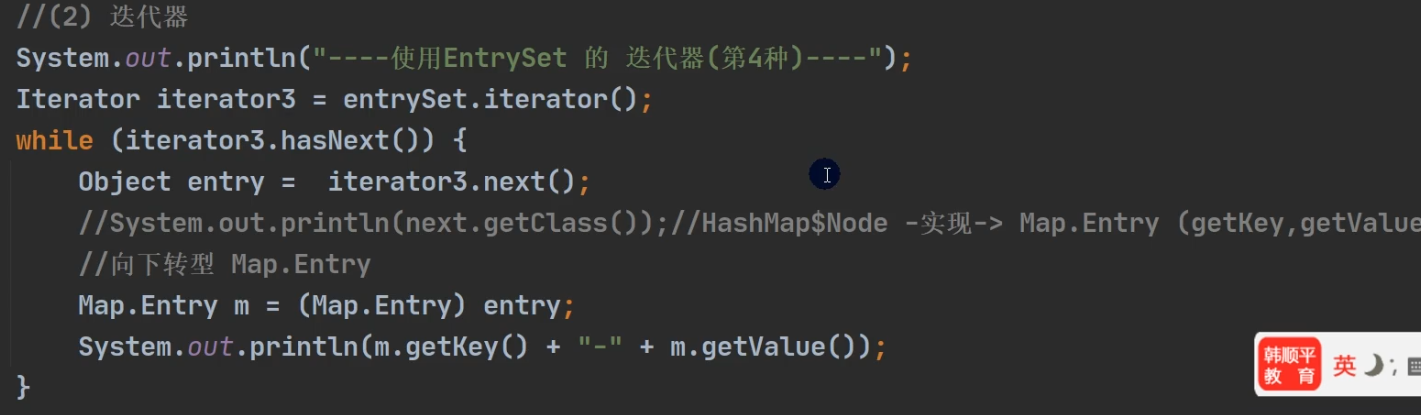 //(2) 迭代器
System.out.println("----使用EntrySet 的 迭代器(第4种)----");
Iterator iterator3 = entrySet.iterator();
while (iterator3.hasNext()) {
    Object entry =  iterator3.next();
    //System.out.println(next.getClass());//HashMap$Node -实现-> Map.Entry (getKey,getValue
    //向下转型 Map.Entry
    Map.Entry m = (Map.Entry) entry;
    System.out.println(m.getKey() + "-" + m.getValue());
}
韩顺平
教 育
英